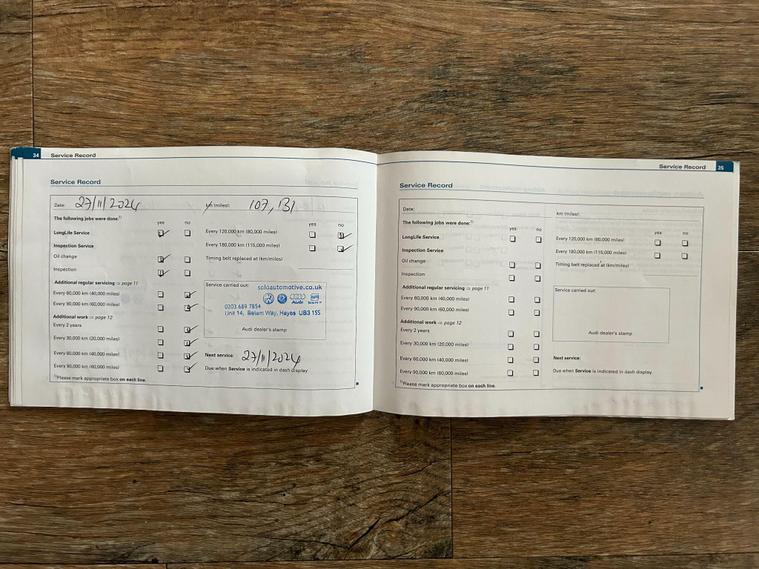 34 Service Record
Service Record
Date: 27/11/2024 km (miles): 107,131
The following jobs were done:¹⁾
yes no
LongLife Service
Inspection Service
Oil change
Inspection
Additional regular servicing ⇒ page 11
Every 60,000 km (40,000 miles)
Every 90,000 km (60,000 miles)
Additional work ⇒ page 12
Every 2 years
Every 30,000 km (20,000 miles)
Every 60,000 km (40,000 miles)
Every 90,000 km (60,000 miles)
¹⁾Please mark appropriate box on each line.
yes no
Every 120,000 km (80,000 miles)
Every 180,000 km (115,000 miles)
Timing belt replaced at (km/miles)
Service carried out:
soloautomotive.co.uk
Audi
0203 689 7854
Unit 14, Balam Way, Hayes UB3 1SS
Audi dealer's stamp
Next service: 27/11/2024
Due when Service is indicated in dash display
Service Record 35
Service Record
Date: km (miles):
The following jobs were done:¹⁾
yes no
LongLife Service
Inspection Service
Oil change
Inspection
Additional regular servicing ⇒ page 11
Every 60,000 km (40,000 miles)
Every 90,000 km (60,000 miles)
Additional work ⇒ page 12
Every 2 years
Every 30,000 km (20,000 miles)
Every 60,000 km (40,000 miles)
Every 90,000 km (60,000 miles)
¹⁾Please mark appropriate box on each line.
yes no
Every 120,000 km (80,000 miles)
Every 180,000 km (115,000 miles)
Timing belt replaced at (km/miles)
Service carried out:
Audi dealer's stamp
Next service:
Due when Service is indicated in dash display